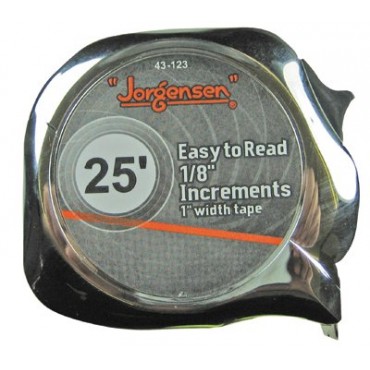 43-123
"Jorgensen"®
25'
Easy to Read
1/8"
Increments
1" width tape